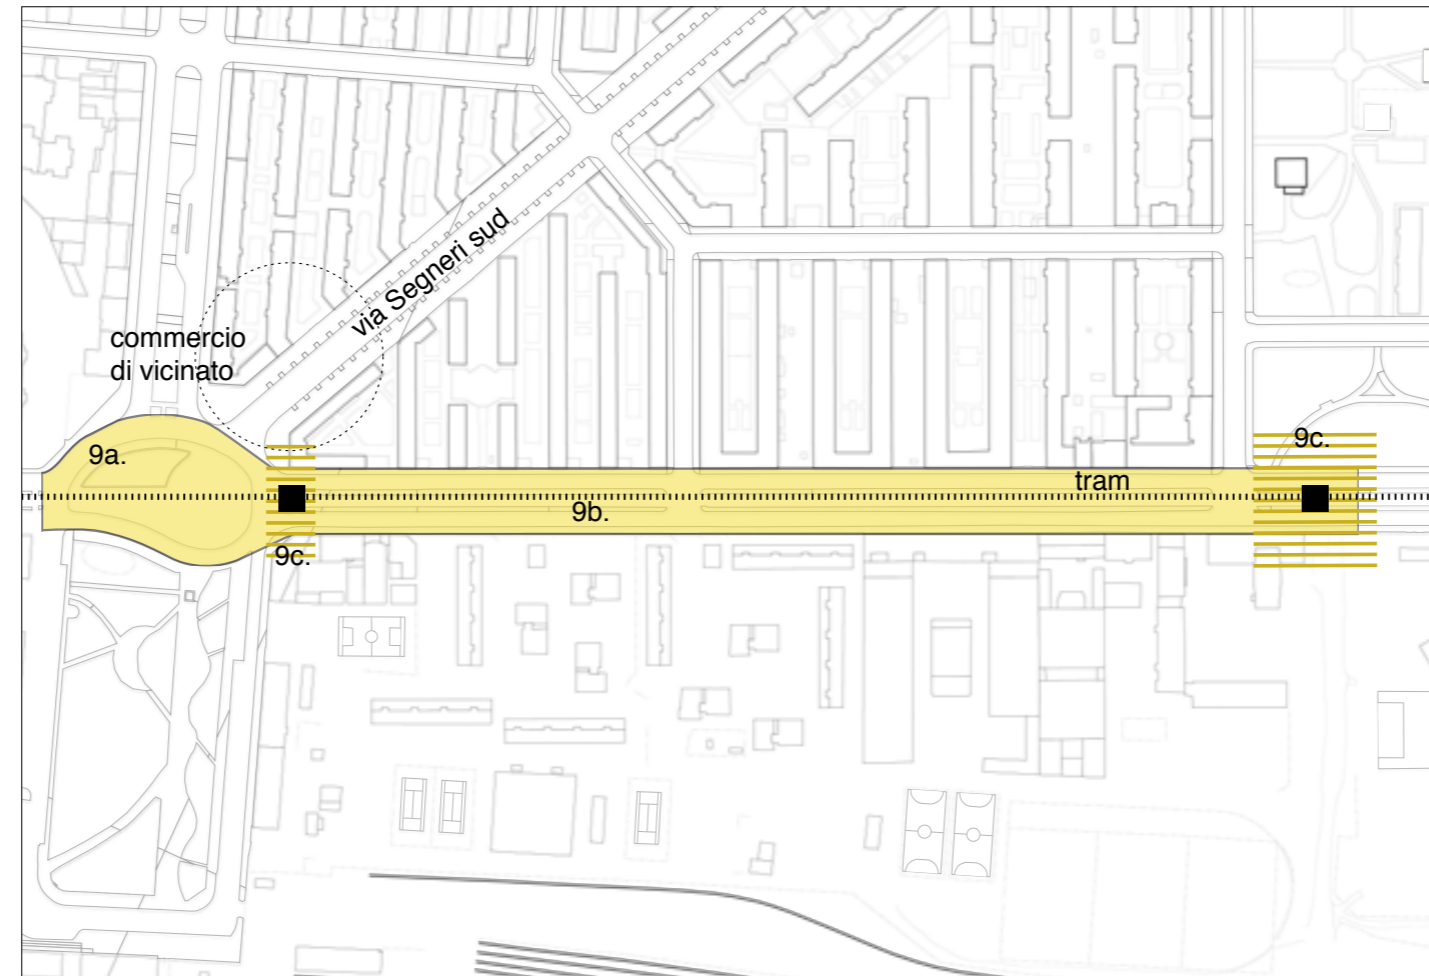 via Segneri sud
commercio
di vicinato
9a.
9c.
tram
9b.
9c.